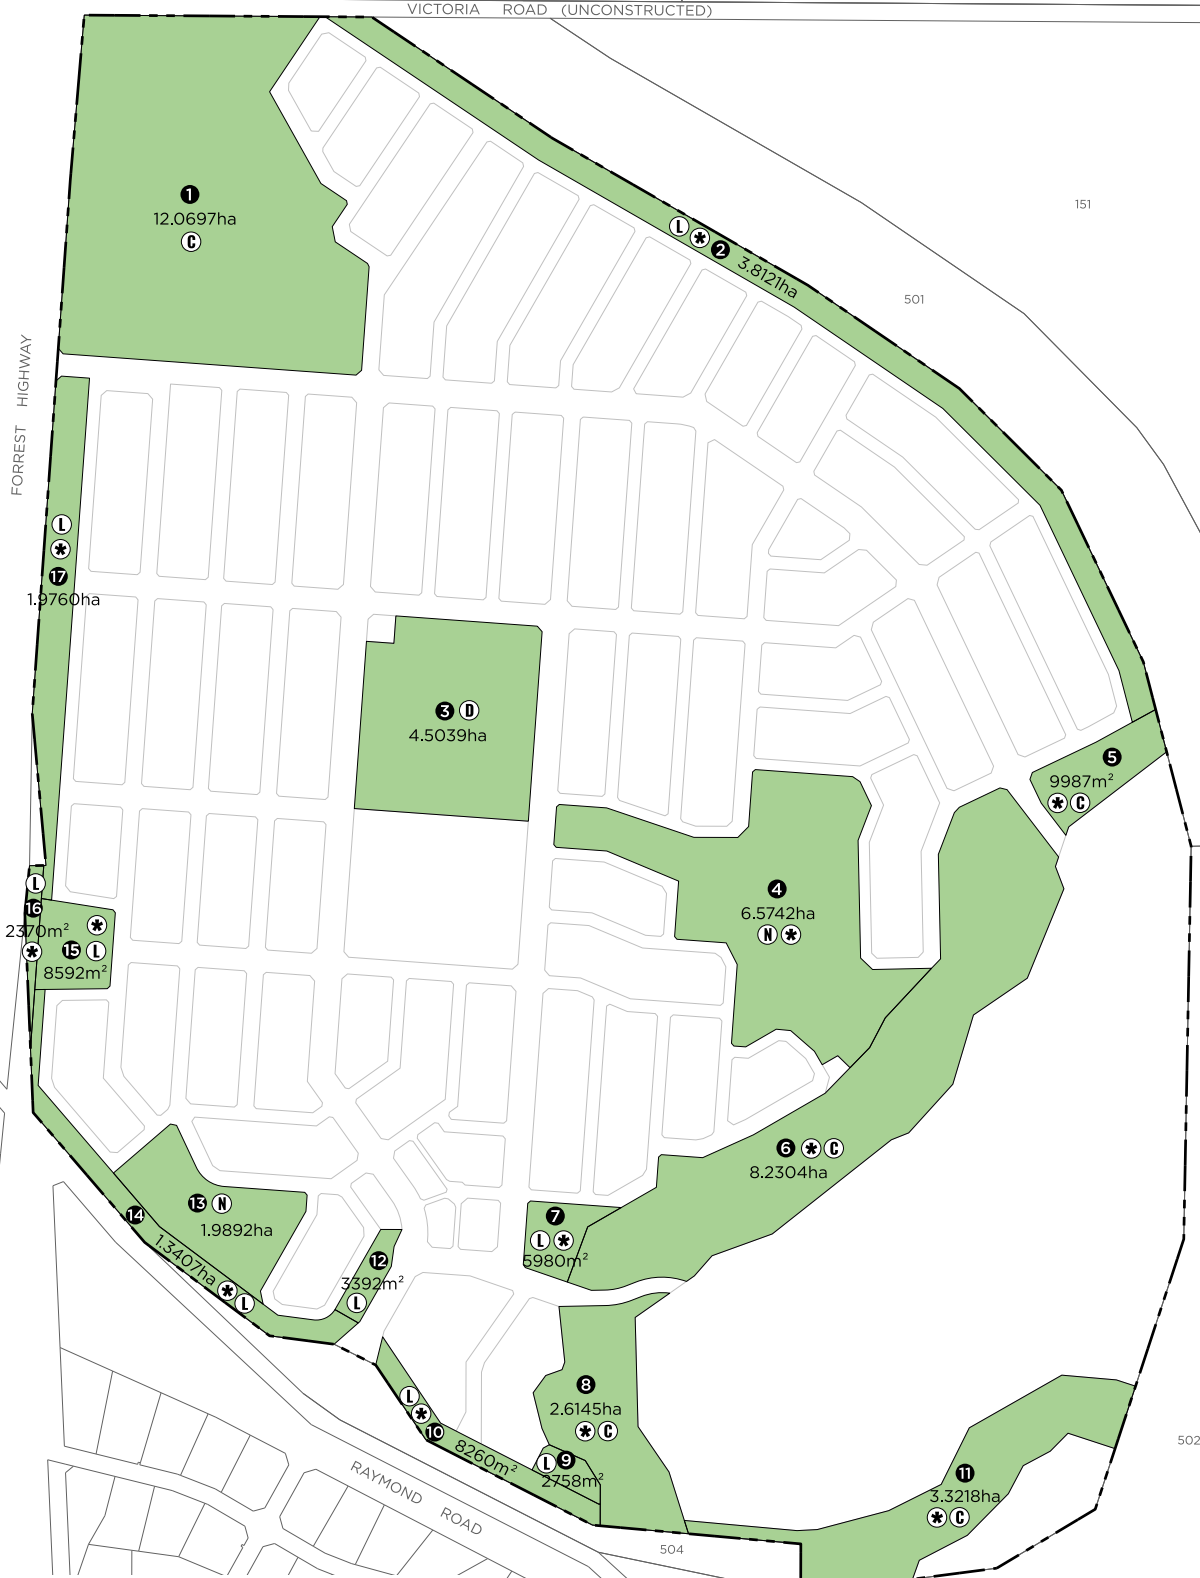 VICTORIA ROAD (UNCONSTRUCTED)
151
1
12.0697ha
C
L * 2 3.8121ha
501
FORREST HIGHWAY
L
*
17
1.9760ha
3 D
4.5039ha
5
9987m²
* C
4
6.5742ha
N *
L
16
2370m²
*
*
15 L
8592m²
6 * C
8.2304ha
13 N
1.9892ha
14
1.3407ha * L
7
L *
5980m²
12
3392m²
L
8
2.6145ha
* C
L
*
10
8260m²
L 9
2758m²
11
3.3218ha
* C
502
RAYMOND ROAD
504